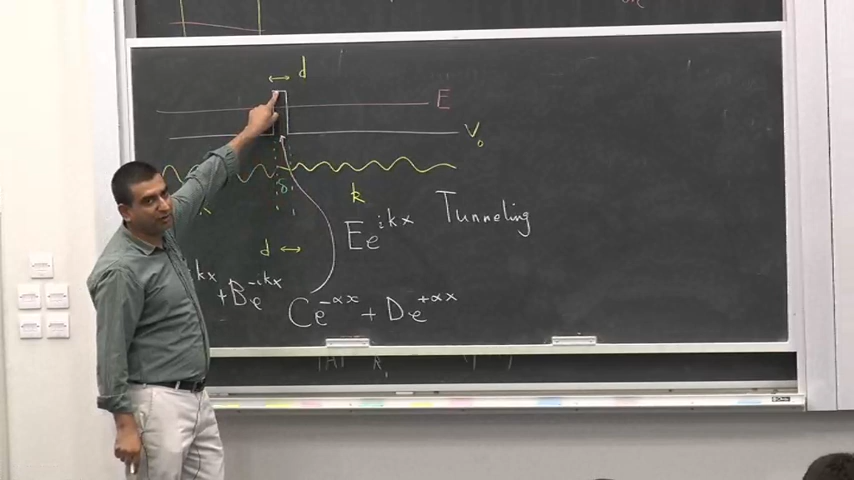 d
E
V₀
δ
k
Ee^{ikx} Tunneling
d
+Be^{-ikx}
Ce^{-αx} + De^{+αx}